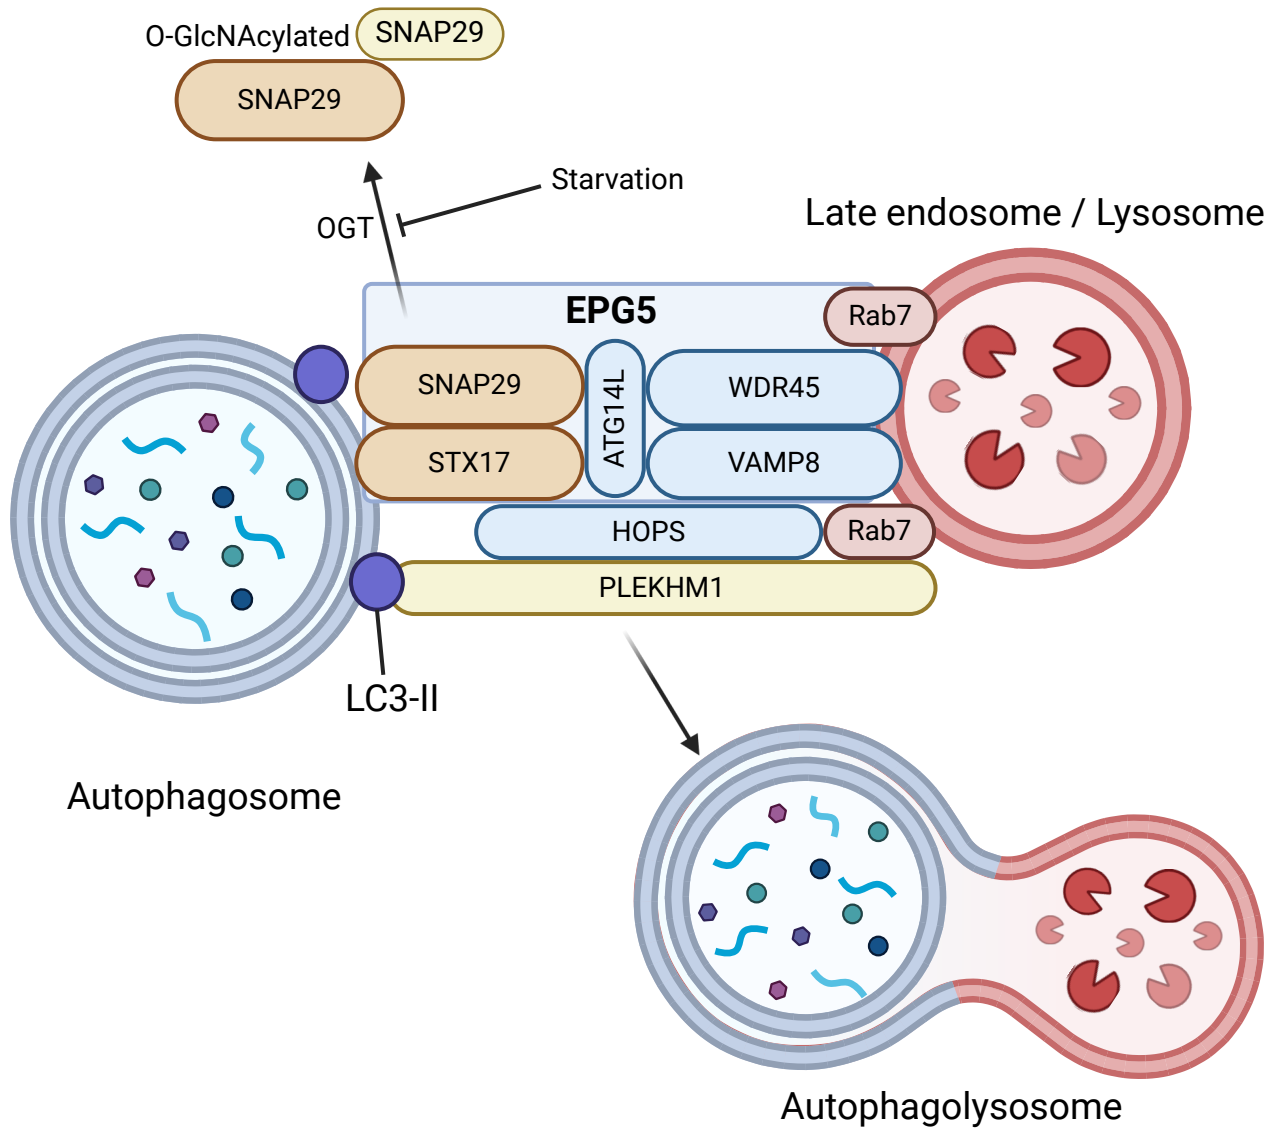 O-GlcNAcylated SNAP29
SNAP29
Starvation
OGT
Late endosome / Lysosome
EPG5
Rab7
SNAP29
ATG14L
WDR45
STX17
VAMP8
HOPS
Rab7
PLEKHM1
LC3-II
Autophagosome
Autophagolysosome